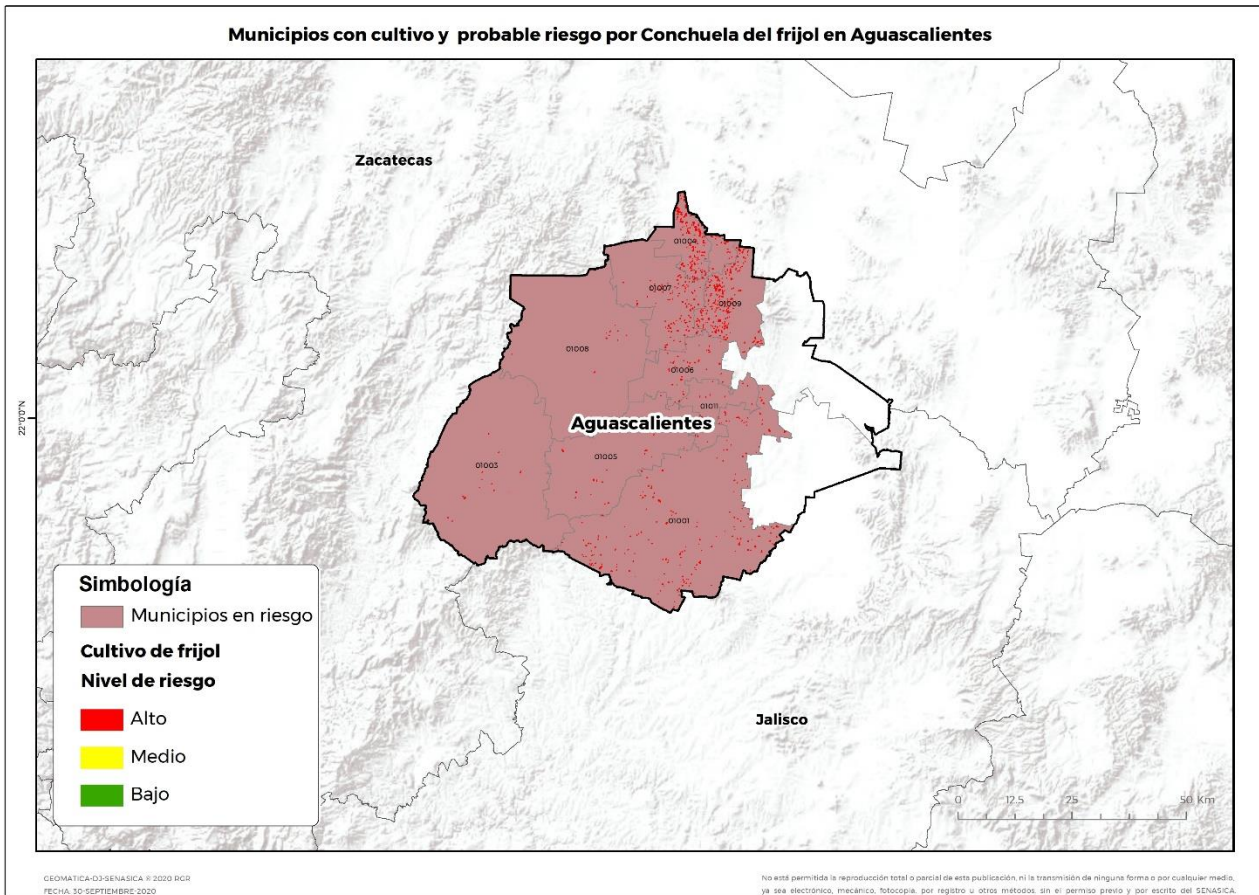 Municipios con cultivo y probable riesgo por Conchuela del frijol en Aguascalientes
Zacatecas
01004
01007
01009
01008
01006
01011
Aguascalientes
22°0'0"N
01003
01005
01001
Simbología
Municipios en riesgo
Cultivo de frijol
Nivel de riesgo
Alto
Medio
Bajo
Jalisco
0 12.5 25 50 Km
GEOMATICA-DJ-SENASICA © 2020 RGR
FECHA: 30-SEPTIEMBRE-2020
No está permitida la reproducción total o parcial de esta publicación, ni la transmisión de ninguna forma o por cualquier medio,
ya sea electrónico, mecánico, fotocopia, por registro u otros métodos sin el permiso previo y por escrito del SENASICA.